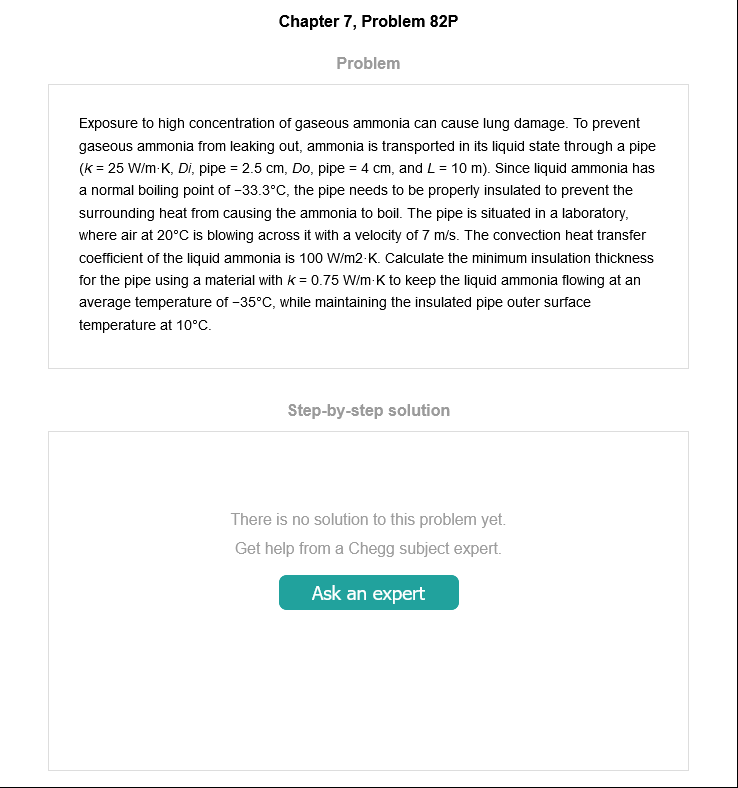 Chapter 7, Problem 82P
Problem
Exposure to high concentration of gaseous ammonia can cause lung damage. To prevent
gaseous ammonia from leaking out, ammonia is transported in its liquid state through a pipe
(k = 25 W/m·K, Di, pipe = 2.5 cm, Do, pipe = 4 cm, and L = 10 m). Since liquid ammonia has
a normal boiling point of −33.3°C, the pipe needs to be properly insulated to prevent the
surrounding heat from causing the ammonia to boil. The pipe is situated in a laboratory,
where air at 20°C is blowing across it with a velocity of 7 m/s. The convection heat transfer
coefficient of the liquid ammonia is 100 W/m2·K. Calculate the minimum insulation thickness
for the pipe using a material with k = 0.75 W/m·K to keep the liquid ammonia flowing at an
average temperature of −35°C, while maintaining the insulated pipe outer surface
temperature at 10°C.
Step-by-step solution
There is no solution to this problem yet.
Get help from a Chegg subject expert.
Ask an expert